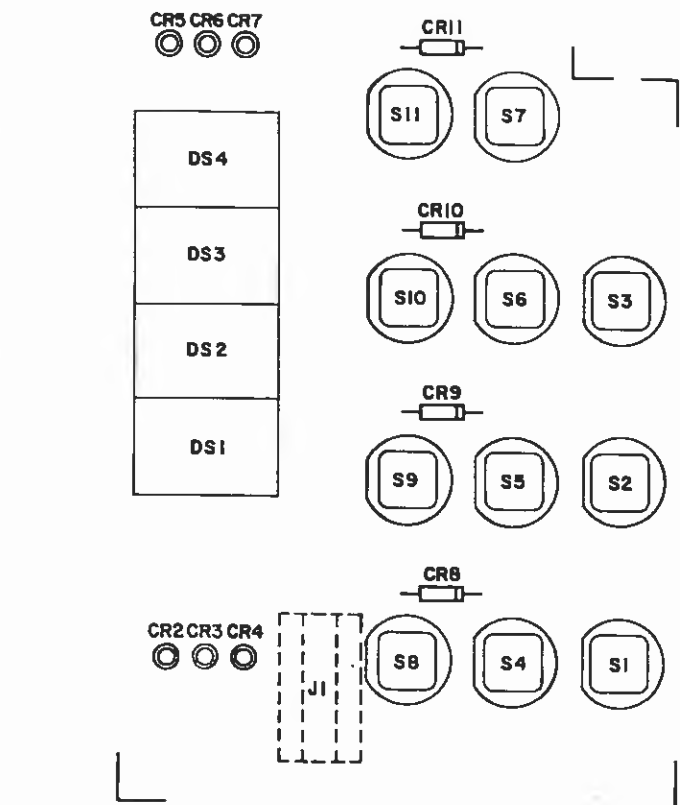 CR5 CR6 CR7
CR11
S11 S7
DS4
CR10
DS3
S10 S6 S3
DS2
CR9
DS1
S9 S5 S2
CR8
CR2 CR3 CR4
J1
S8 S4 S1